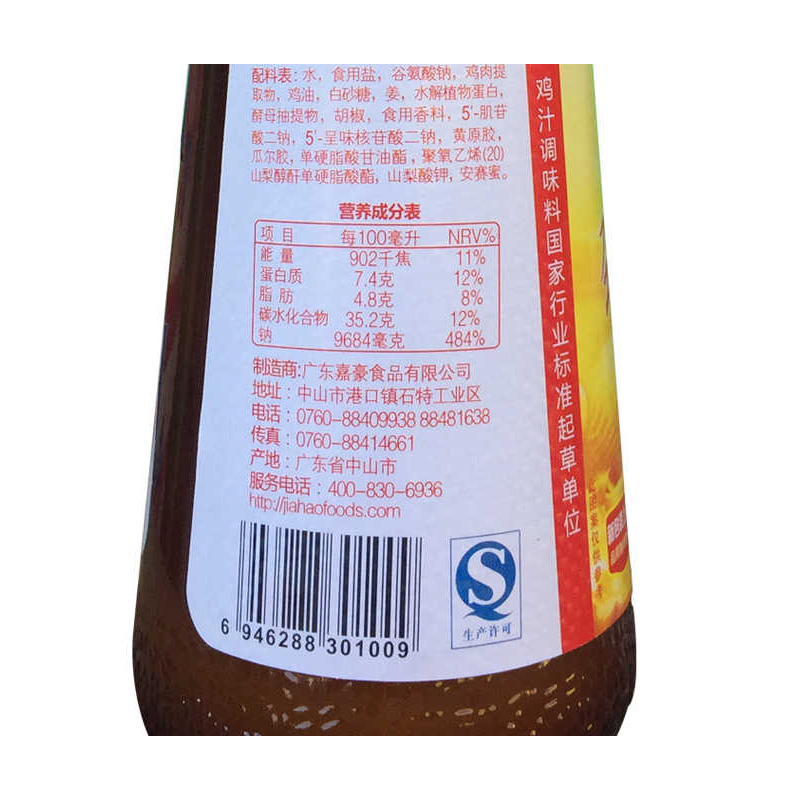 配料表: 水, 食用盐, 谷氨酸钠, 鸡肉提
取物, 鸡油, 白砂糖, 姜, 水解植物蛋白,
酵母抽提物, 胡椒, 食用香料, 5'-肌苷
酸二钠, 5'-呈味核苷酸二钠, 黄原胶,
瓜尔胶, 单硬脂酸甘油酯, 聚氧乙烯(20)
山梨醇酐单硬脂酸酯, 山梨酸钾, 安赛蜜。
营养成分表
项 目 每100毫升 NRV%
能 量 902千焦 11%
蛋白质 7.4克 12%
脂 肪 4.8克 8%
碳水化合物 35.2克 12%
钠 9684毫克 484%
制造商:广东嘉豪食品有限公司
地址: 中山市港口镇石特工业区
电话: 0760-88409938 88481638
传真: 0760-88414661
产地: 广东省中山市
服务电话: 400-830-6936
http://jiahaofoods.com
6 946288 301009
QS
生产许可
鸡汁调味料国家行业标准起草单位
图案仅供参考